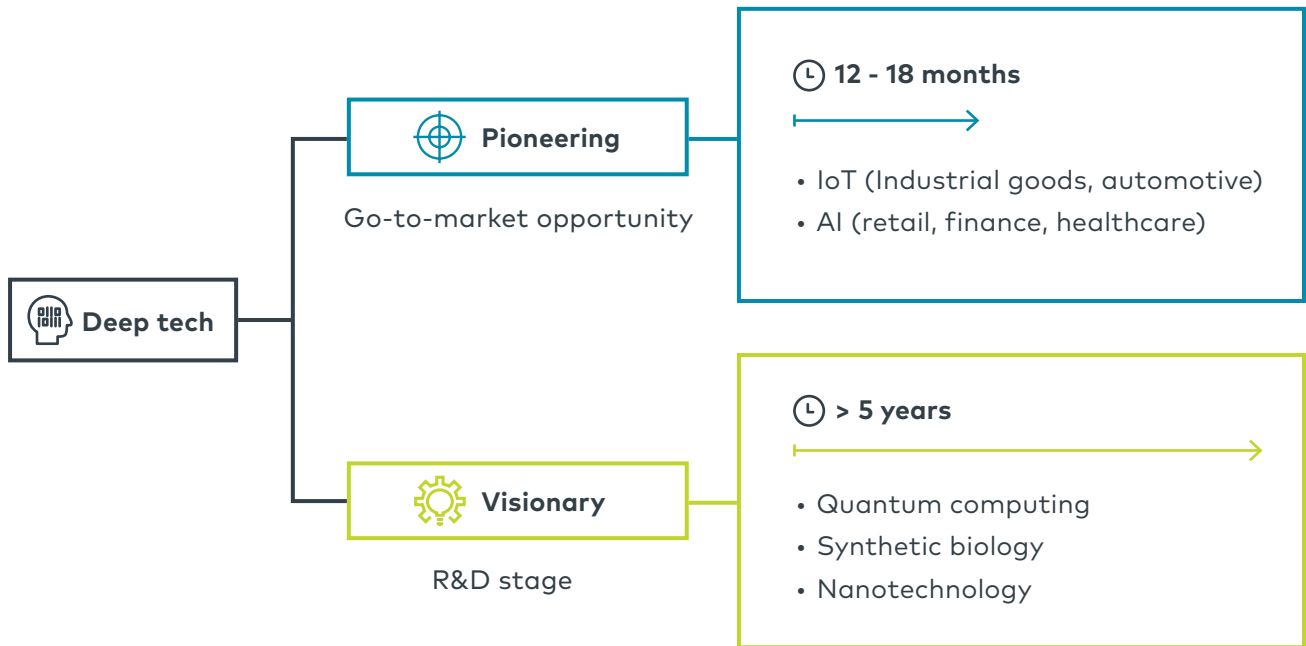 Deep tech
Pioneering
Go-to-market opportunity
12 - 18 months
• IoT (Industrial goods, automotive)
• AI (retail, finance, healthcare)
Visionary
R&D stage
> 5 years
• Quantum computing
• Synthetic biology
• Nanotechnology